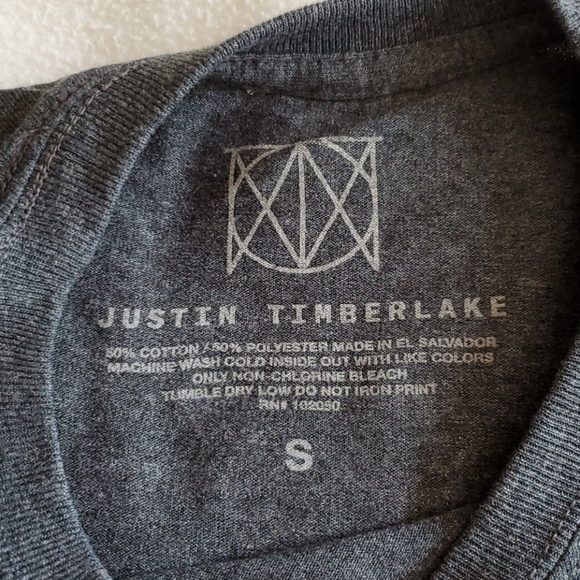 JUSTIN TIMBERLAKE
50% COTTON / 50% POLYESTER MADE IN EL SALVADOR
MACHINE WASH COLD INSIDE OUT WITH LIKE COLORS
ONLY NON-CHLORINE BLEACH
TUMBLE DRY LOW DO NOT IRON PRINT
RN# 102050
S